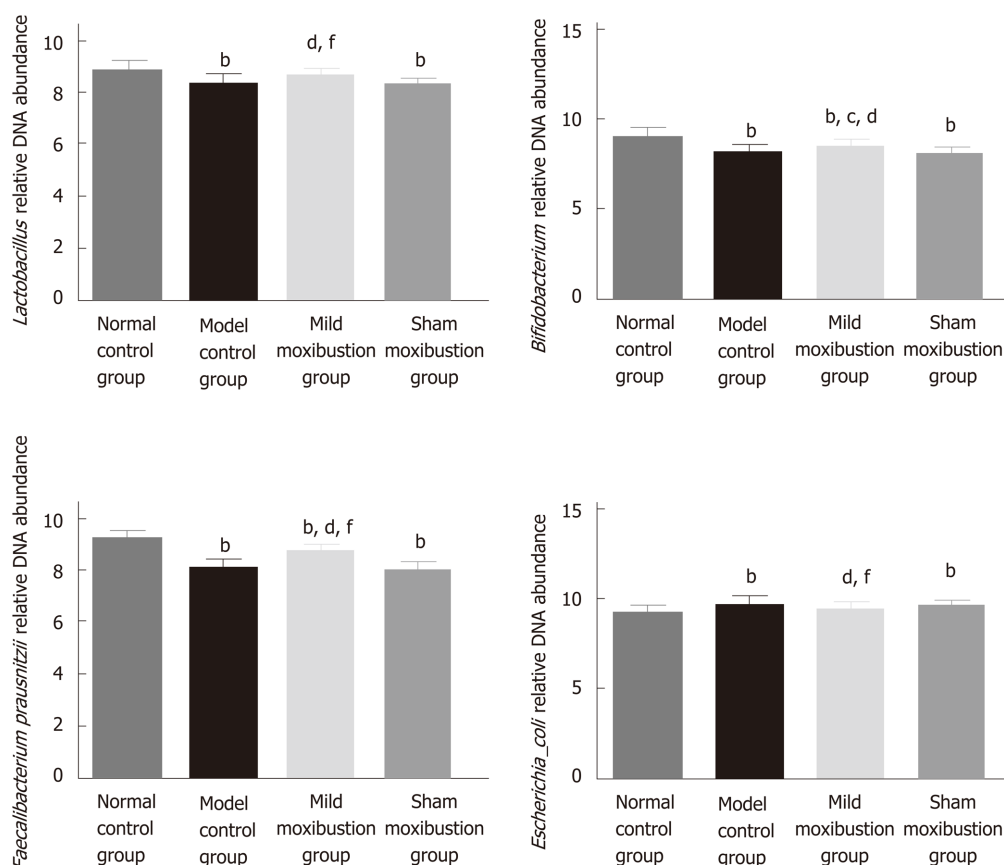 Lactobacillus relative DNA abundance
10
8
6
4
2
0
b
d, f
b
Normal control group
Model control group
Mild moxibustion group
Sham moxibustion group
Bifidobacterium relative DNA abundance
15
10
5
0
b
b, c, d
b
Normal control group
Model control group
Mild moxibustion group
Sham moxibustion group
Faecalibacterium prausnitzii relative DNA abundance
10
8
6
4
2
0
b
b, d, f
b
Normal control group
Model control group
Mild moxibustion group
Sham moxibustion group
Escherichia_coli relative DNA abundance
15
10
5
0
b
d, f
b
Normal control group
Model control group
Mild moxibustion group
Sham moxibustion group